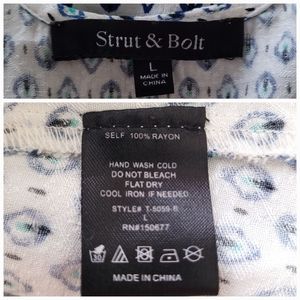 Strut & Bolt
L
MADE IN
CHINA
SELF 100% RAYON
HAND WASH COLD
DO NOT BLEACH
FLAT DRY
COOL IRON IF NEEDED
STYLE# T-5059-B
L
RN#150677
30
MADE IN CHINA